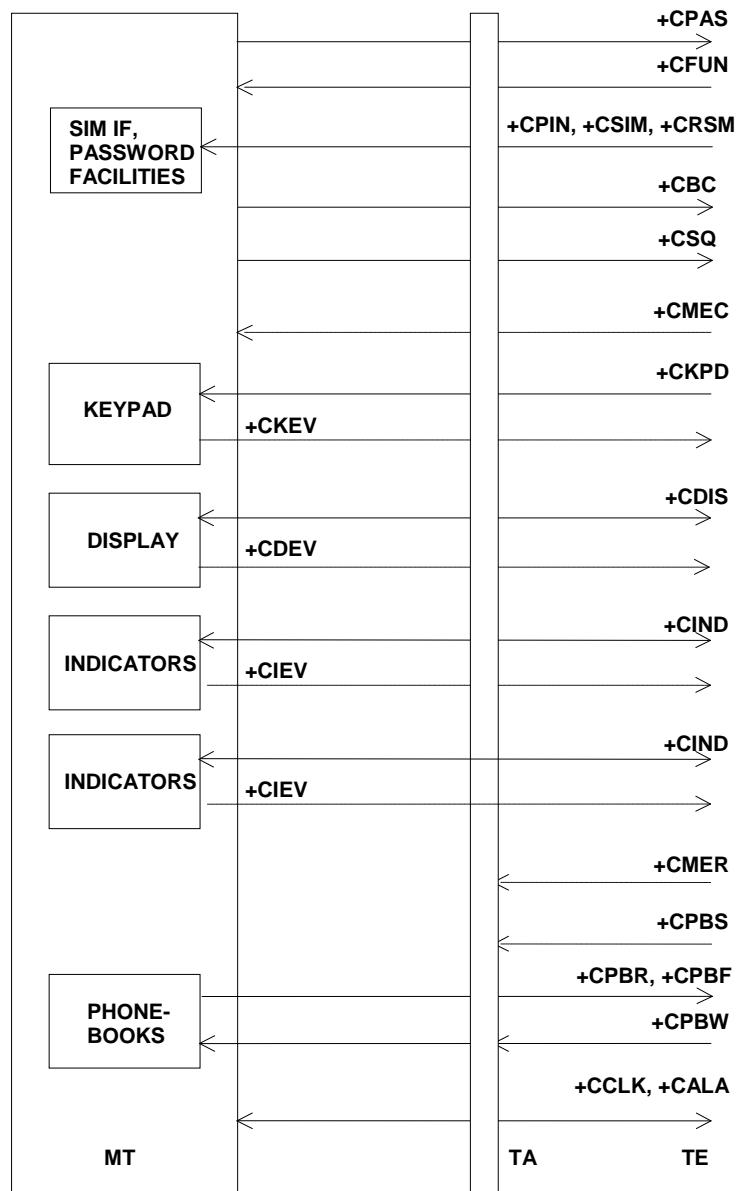 +CPAS
+CFUN
SIM IF,
PASSWORD
FACILITIES
+CPIN, +CSIM, +CRSM
+CBC
+CSQ
+CMEC
+CKPD
KEYPAD
+CKEV
+CDIS
DISPLAY
+CDEV
+CIND
INDICATORS
+CIEV
+CIND
INDICATORS
+CIEV
+CMER
+CPBS
+CPBR, +CPBF
PHONE-
BOOKS
+CPBW
+CCLK, +CALA
MT TA TE